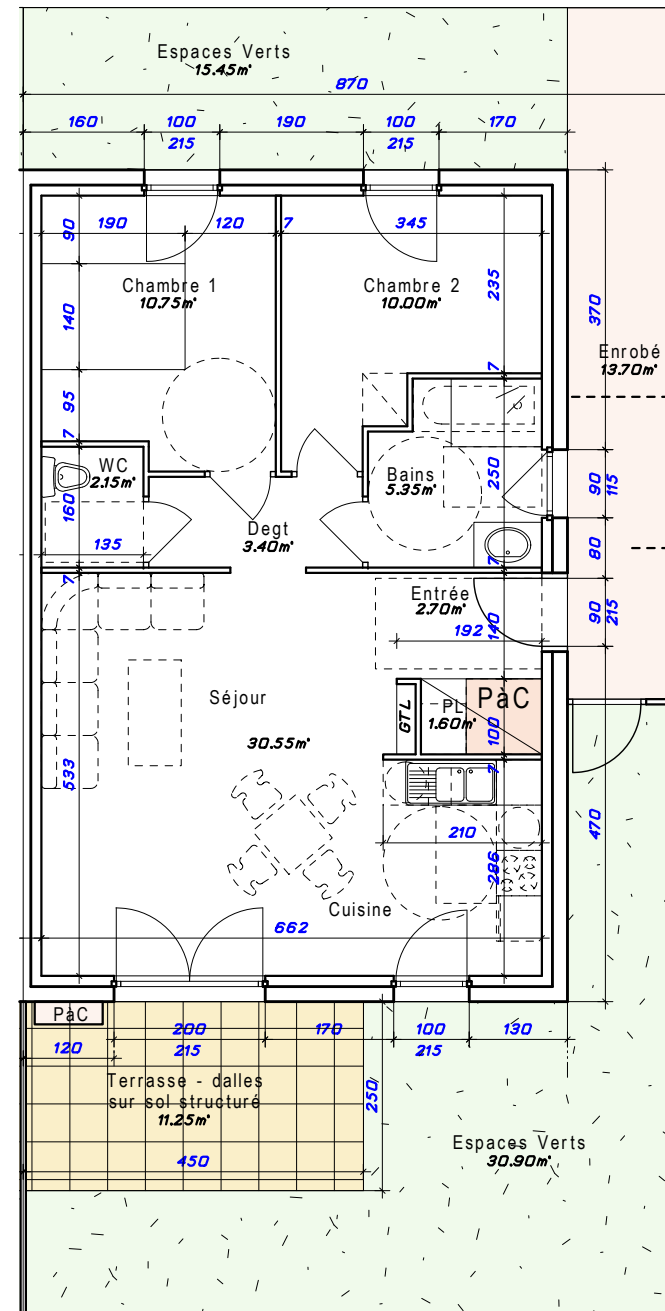 Espaces Verts
15.45m²
870
160 100 190 100 170
215 215
90 190 120 7 345
235
370
Chambre 1
10.75m²
Chambre 2
10.00m²
140
Enrobé
13.70m²
95
7
7
WC
2.15m²
Bains
5.35m²
250
90
115
160
135
Degt
3.40m²
80
7
7
Entrée
2.70m²
90
215
192
140
Séjour
30.55m²
GTL
PL
1.60m²
PàC
100
7
533
210
286
470
Cuisine
662
PàC
120
200 170 100 130
215 215
Terrasse - dalles
sur sol structuré
11.25m²
250
450
Espaces Verts
30.90m²